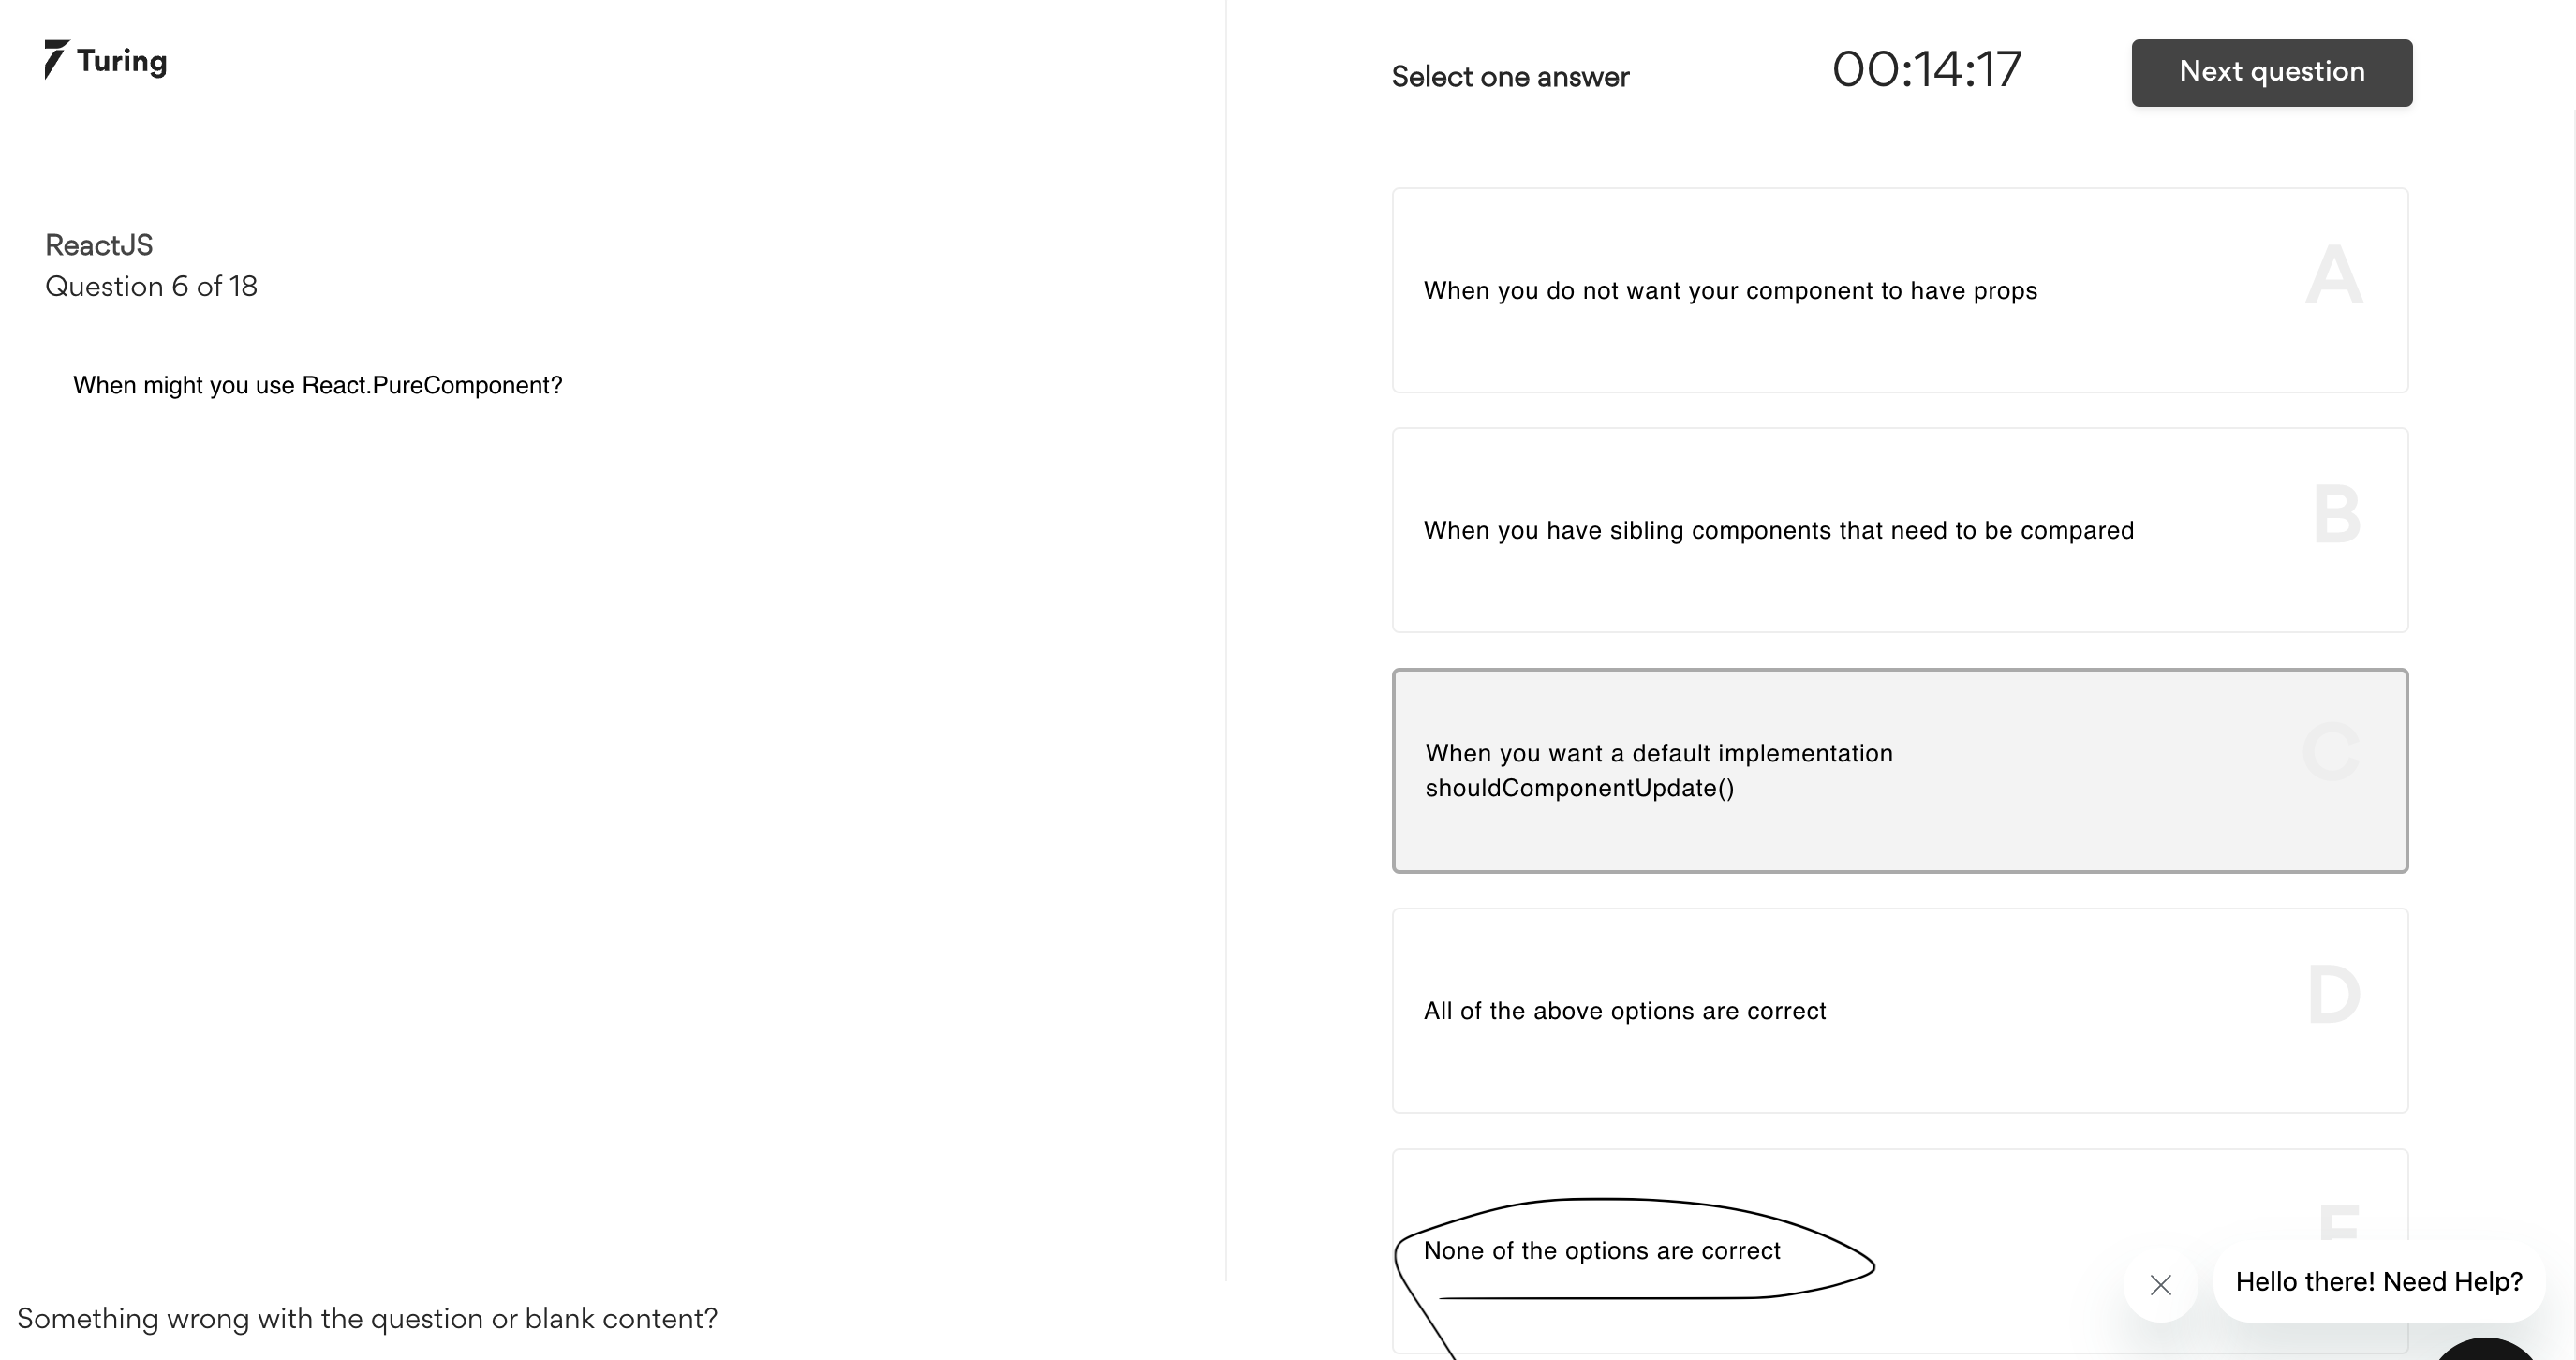 Turing
Select one answer
00:14:17
Next question
ReactJS
Question 6 of 18
When might you use React.PureComponent?
When you do not want your component to have props
A
When you have sibling components that need to be compared
B
When you want a default implementation
shouldComponentUpdate()
C
All of the above options are correct
D
None of the options are correct
E
Hello there! Need Help?
Something wrong with the question or blank content?